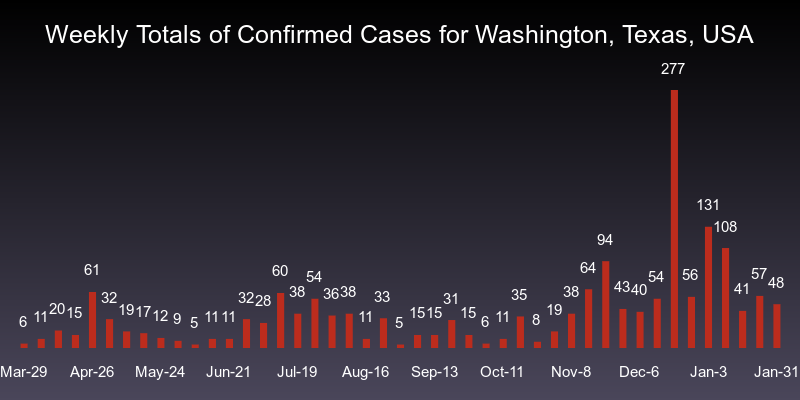 Weekly Totals of Confirmed Cases for Washington, Texas, USA
6 11 20 15 61 32 19 17 12 9 5 11 11 32 28 60 38 54 36 38 11 33 5 15 15 31 15 6 11 35 8 19 38 64 94 43 40 54 277 56 131 108 41 57 48
Mar-29 Apr-26 May-24 Jun-21 Jul-19 Aug-16 Sep-13 Oct-11 Nov-8 Dec-6 Jan-3 Jan-31